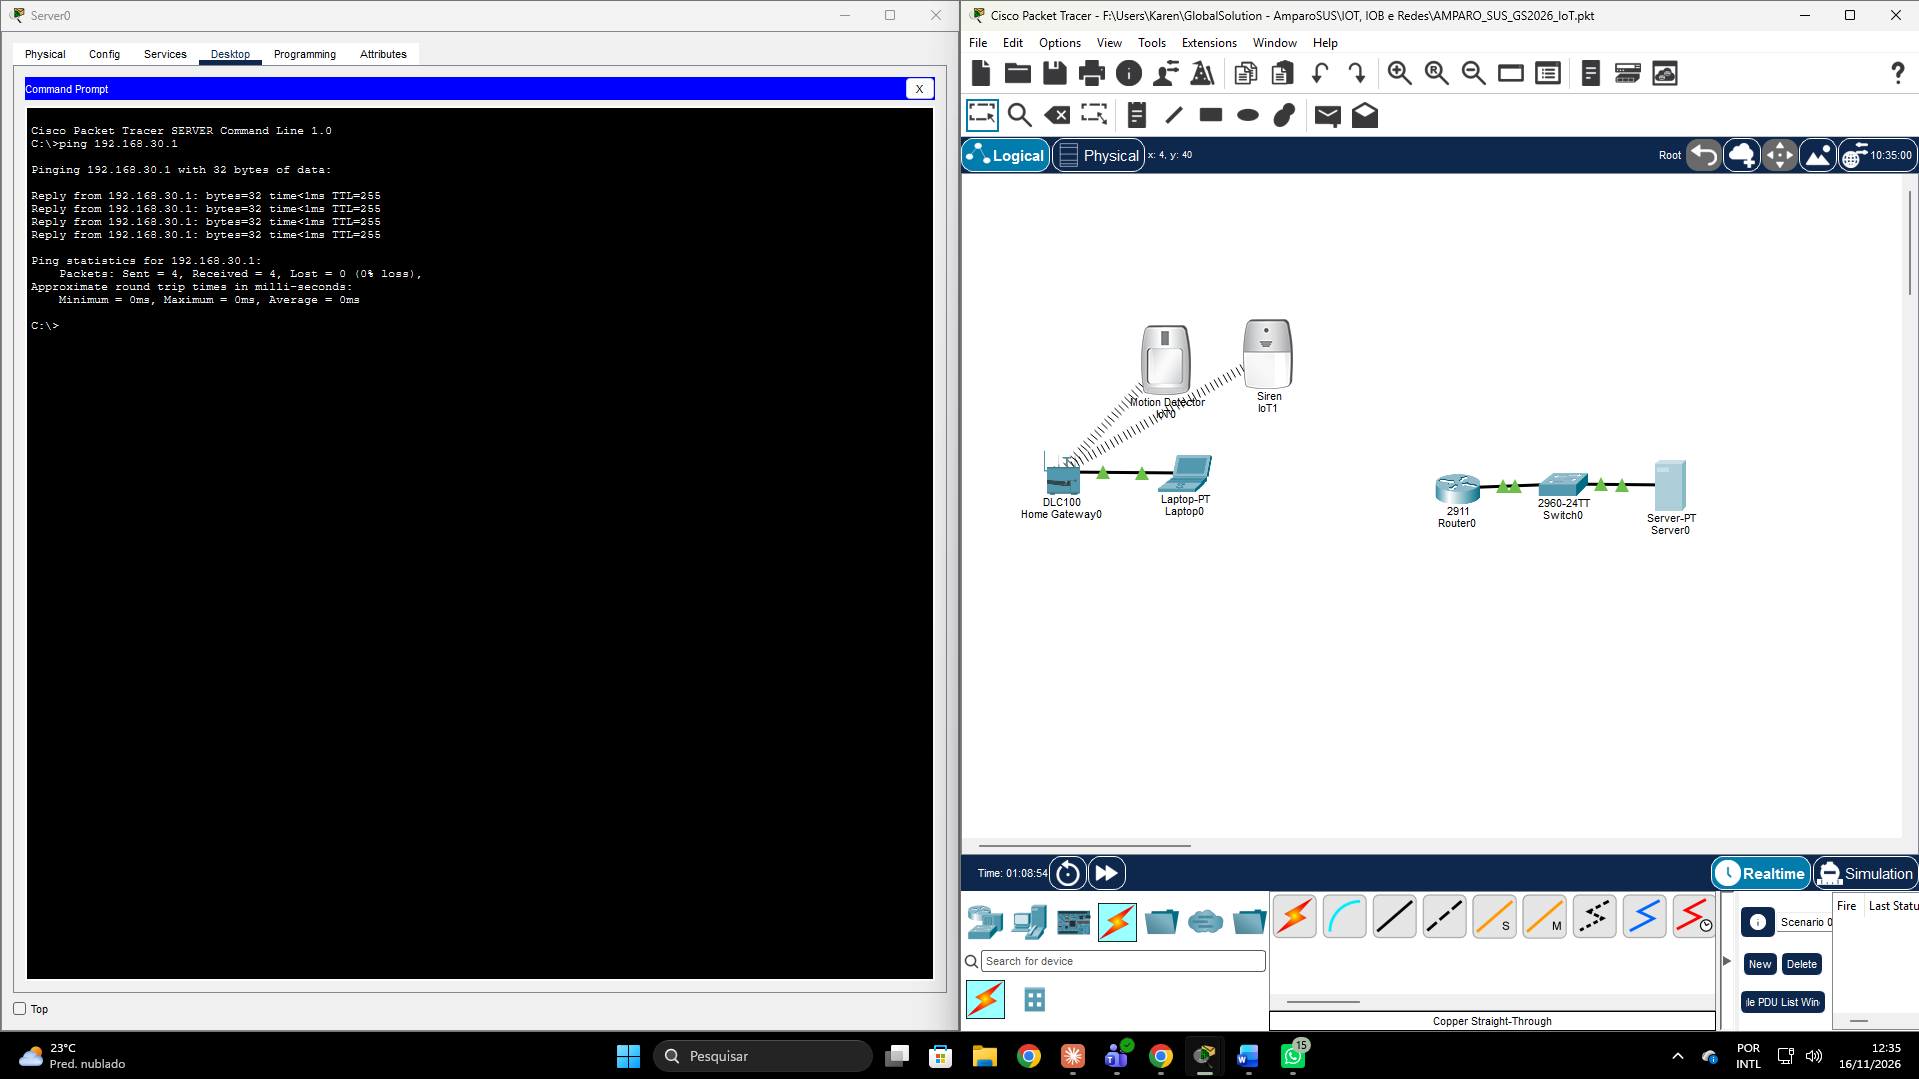 Server0
Physical Config Services Desktop Programming Attributes
Command Prompt
X
Cisco Packet Tracer SERVER Command Line 1.0
C:\>ping 192.168.30.1
Pinging 192.168.30.1 with 32 bytes of data:
Reply from 192.168.30.1: bytes=32 time<1ms TTL=255
Reply from 192.168.30.1: bytes=32 time<1ms TTL=255
Reply from 192.168.30.1: bytes=32 time<1ms TTL=255
Reply from 192.168.30.1: bytes=32 time<1ms TTL=255
Ping statistics for 192.168.30.1:
Packets: Sent = 4, Received = 4, Lost = 0 (0% loss),
Approximate round trip times in milli-seconds:
Minimum = 0ms, Maximum = 0ms, Average = 0ms
C:\>
Top
Cisco Packet Tracer - F:\Users\Karen\GlobalSolution - AmparoSUS\IOT, IOB e Redes\AMPARO_SUS_GS2026_IoT.pkt
File Edit Options View Tools Extensions Window Help
Logical Physical x: 4, y: 40 Root 10:35:00
Motion Detector
IoT0
Siren
IoT1
DLC100
Home Gateway0
Laptop-PT
Laptop0
2911
Router0
2960-24TT
Switch0
Server-PT
Server0
Time: 01:08:54 Realtime Simulation
S
M
Search for device
Copper Straight-Through
Scenario 0
New Delete
le PDU List Win
Fire Last Statu
23°C
Pred. nublado
Pesquisar
15
POR
INTL
12:35
16/11/2026